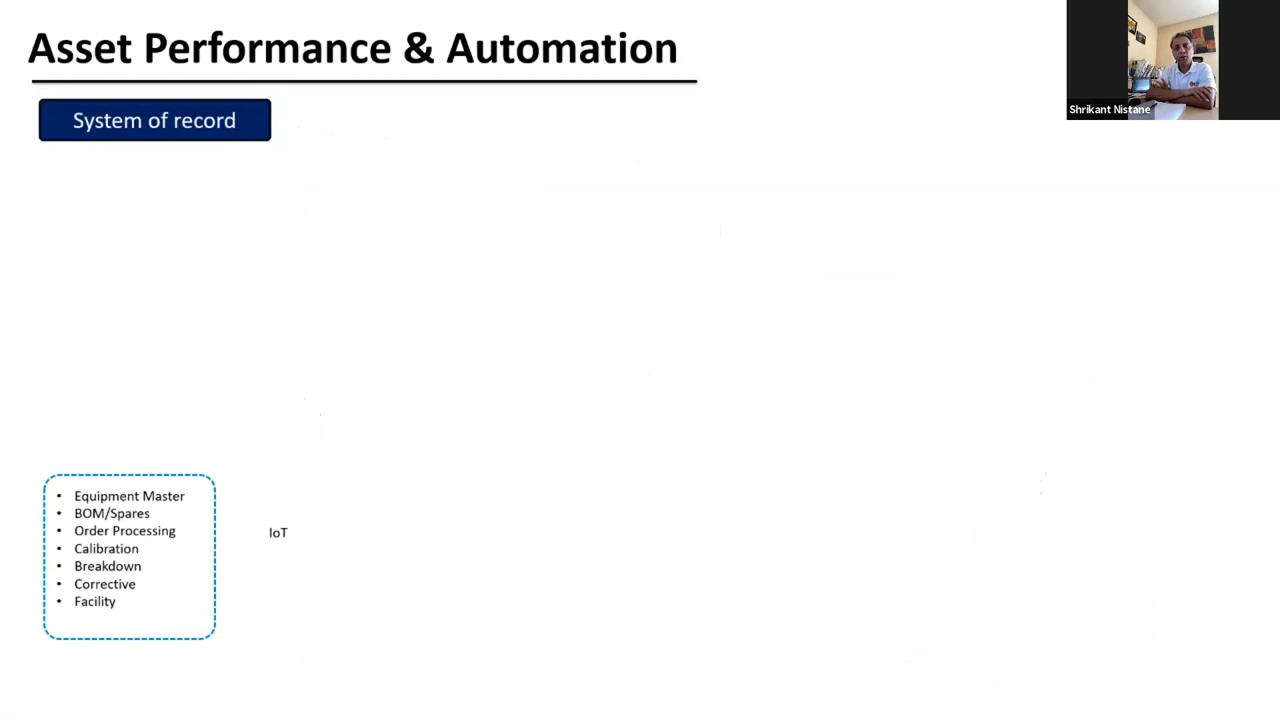 Asset Performance & Automation
Shrikant Nistane
System of record
• Equipment Master
• BOM/Spares
• Order Processing
• Calibration
• Breakdown
• Corrective
• Facility
IoT